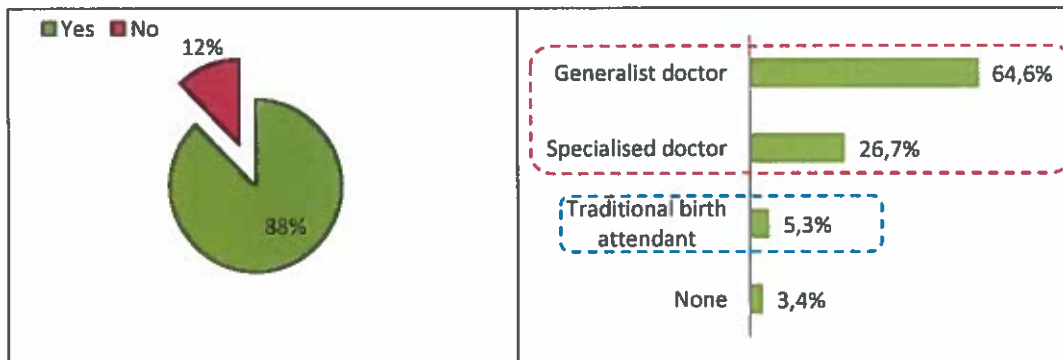 Yes No
12%
88%
Generalist doctor 64,6%
Specialised doctor 26,7%
Traditional birth
attendant 5,3%
None 3,4%